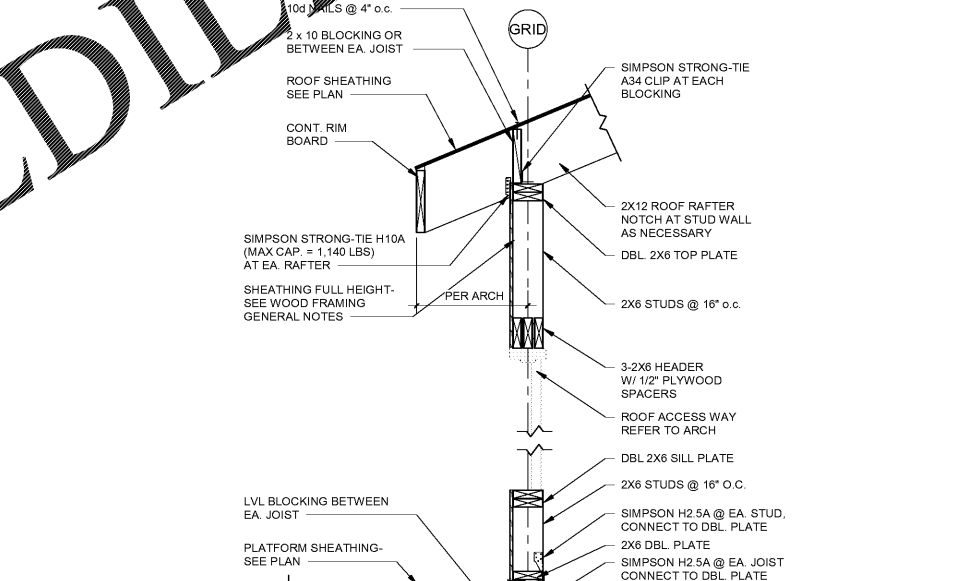 10d NAILS @ 4" o.c.
2 x 10 BLOCKING OR
BETWEEN EA. JOIST
ROOF SHEATHING
SEE PLAN
CONT. RIM
BOARD
GRID
SIMPSON STRONG-TIE
A34 CLIP AT EACH
BLOCKING
2X12 ROOF RAFTER
NOTCH AT STUD WALL
AS NECESSARY
DBL. 2X6 TOP PLATE
SIMPSON STRONG-TIE H10A
(MAX CAP. = 1,140 LBS)
AT EA. RAFTER
SHEATHING FULL HEIGHT-
SEE WOOD FRAMING
GENERAL NOTES
PER ARCH
2X6 STUDS @ 16" o.c.
3-2X6 HEADER
W/ 1/2" PLYWOOD
SPACERS
ROOF ACCESS WAY
REFER TO ARCH
DBL 2X6 SILL PLATE
2X6 STUDS @ 16" O.C.
LVL BLOCKING BETWEEN
EA. JOIST
PLATFORM SHEATHING-
SEE PLAN
SIMPSON H2.5A @ EA. STUD,
CONNECT TO DBL. PLATE
2X6 DBL. PLATE
SIMPSON H2.5A @ EA. JOIST
CONNECT TO DBL. PLATE